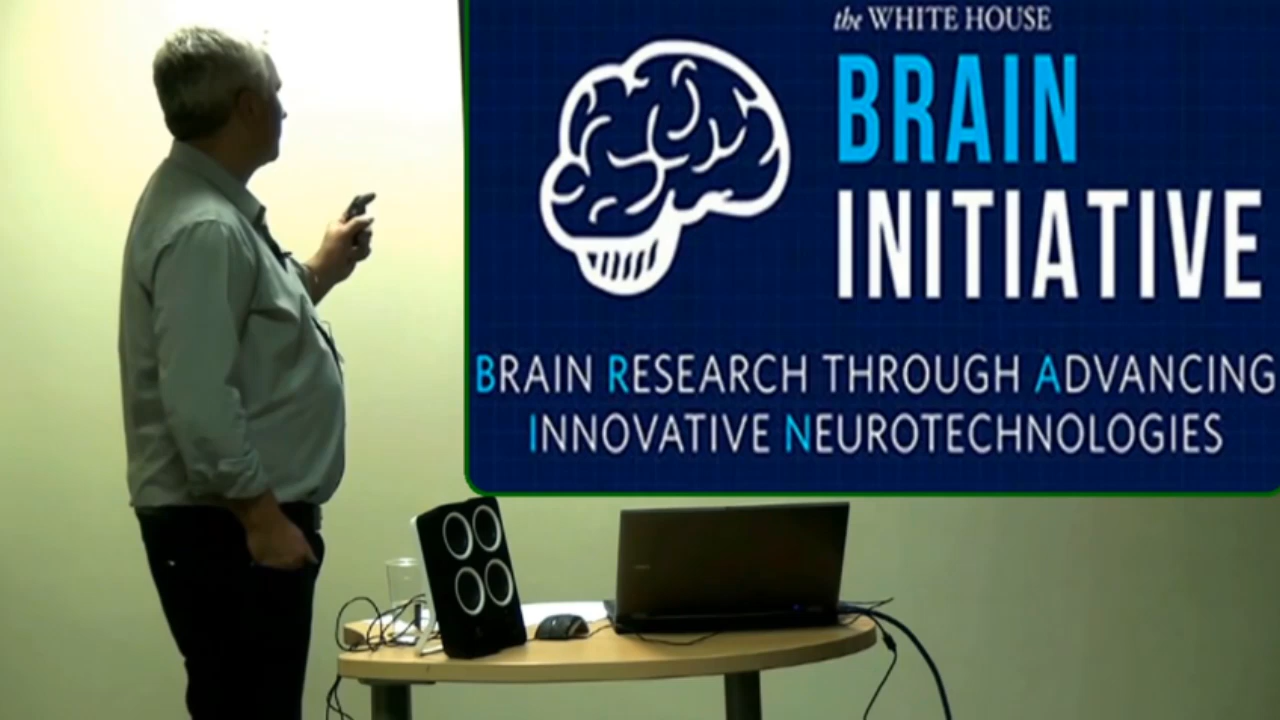 the WHITE HOUSE
BRAIN
INITIATIVE
BRAIN RESEARCH THROUGH ADVANCING
INNOVATIVE NEUROTECHNOLOGIES